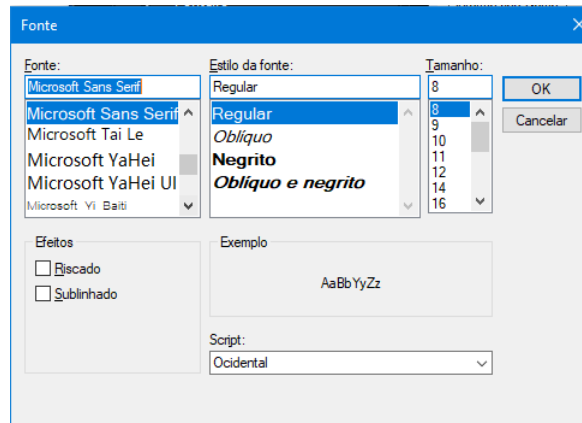 Fonte
Fonte:
Microsoft Sans Serif
Microsoft Sans Serif
Microsoft Tai Le
Microsoft YaHei
Microsoft YaHei UI
Microsoft Yi Baiti
Estilo da fonte:
Regular
Regular
Oblíquo
Negrito
Oblíquo e negrito
Tamanho:
8
8
9
10
11
12
14
16
OK
Cancelar
Efeitos
Riscado
Sublinhado
Exemplo
AaBbYyZz
Script:
Ocidental